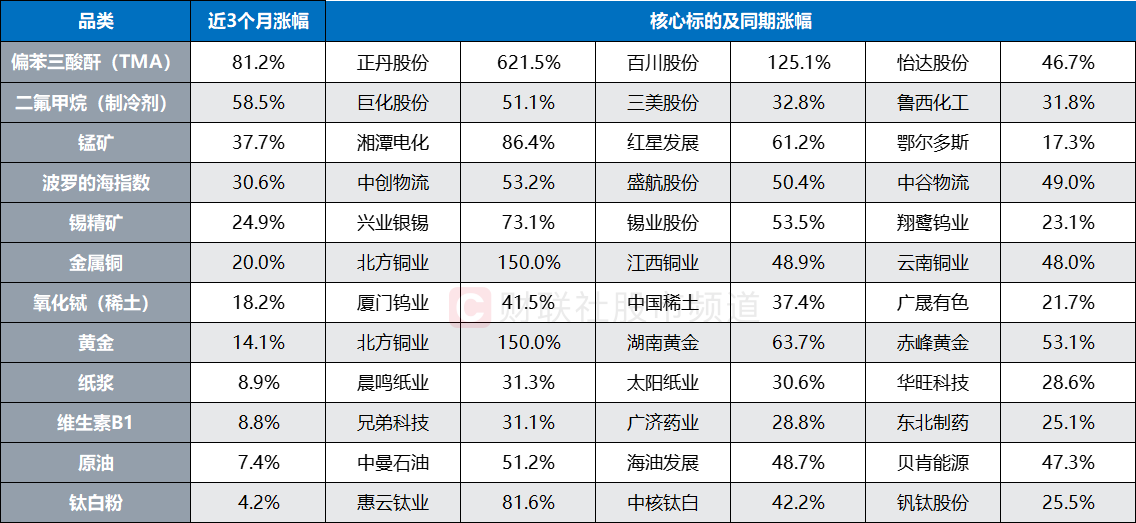 品类 近3个月涨幅 核心标的及同期涨幅
偏苯三酸酐（TMA） 81.2% 正丹股份 621.5% 百川股份 125.1% 怡达股份 46.7%
二氟甲烷（制冷剂） 58.5% 巨化股份 51.1% 三美股份 32.8% 鲁西化工 31.8%
锰矿 37.7% 湘潭电化 86.4% 红星发展 61.2% 鄂尔多斯 17.3%
波罗的海指数 30.6% 中创物流 53.2% 盛航股份 50.4% 中谷物流 49.0%
锡精矿 24.9% 兴业银锡 73.1% 锡业股份 53.5% 翔鹭钨业 23.1%
金属铜 20.0% 北方铜业 150.0% 江西铜业 48.9% 云南铜业 48.0%
氧化铽（稀土） 18.2% 厦门钨业 41.5% 中国稀土 37.4% 广晟有色 21.7%
财联社股市频道
黄金 14.1% 北方铜业 150.0% 湖南黄金 63.7% 赤峰黄金 53.1%
纸浆 8.9% 晨鸣纸业 31.3% 太阳纸业 30.6% 华旺科技 28.6%
维生素B1 8.8% 兄弟科技 31.1% 广济药业 28.8% 东北制药 25.1%
原油 7.4% 中曼石油 51.2% 海油发展 48.7% 贝肯能源 47.3%
钛白粉 4.2% 惠云钛业 81.6% 中核钛白 42.2% 钒钛股份 25.5%